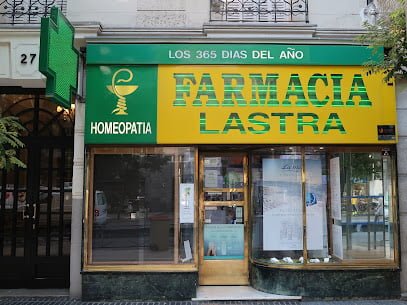 27
LOS 365 DIAS DEL AÑO
FARMACIA
HOMEOPATIA
LASTRA